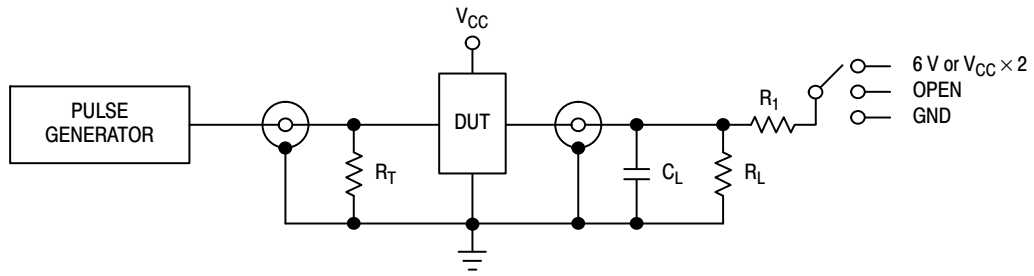 V_CC
6 V or V_CC × 2
OPEN
GND
R_1
PULSE
GENERATOR
DUT
R_T
C_L
R_L